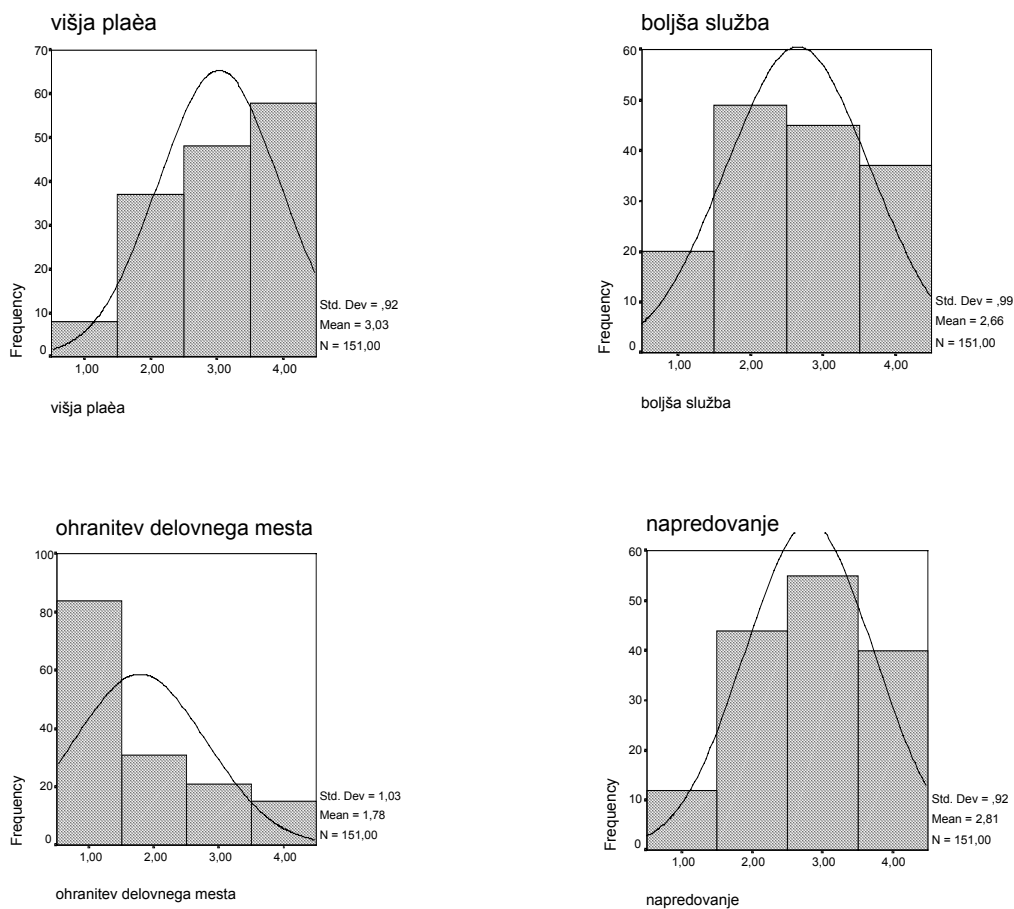 višja plaèa
70
60
50
40
30
20
10
0
Frequency
1,00 2,00 3,00 4,00
Std. Dev = ,92
Mean = 3,03
N = 151,00
višja plaèa
boljša služba
60
50
40
30
20
10
0
Frequency
1,00 2,00 3,00 4,00
Std. Dev = ,99
Mean = 2,66
N = 151,00
boljša služba
ohranitev delovnega mesta
100
80
60
40
20
0
Frequency
1,00 2,00 3,00 4,00
Std. Dev = 1,03
Mean = 1,78
N = 151,00
ohranitev delovnega mesta
napredovanje
60
50
40
30
20
10
0
Frequency
1,00 2,00 3,00 4,00
Std. Dev = ,92
Mean = 2,81
N = 151,00
napredovanje